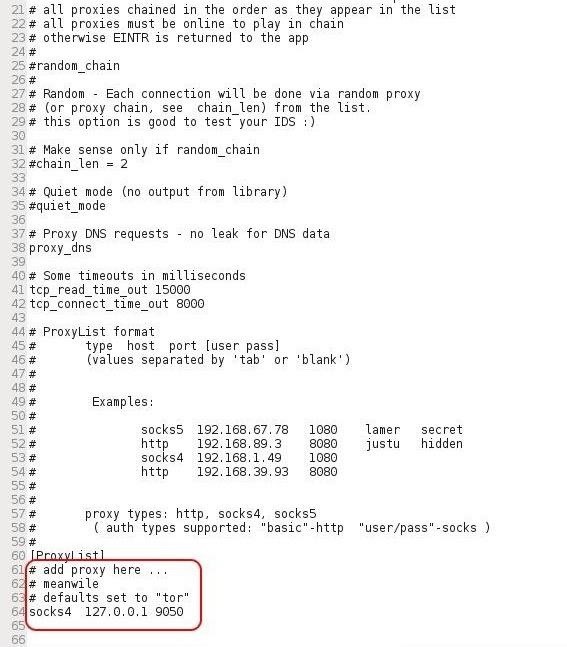 21 # all proxies chained in the order as they appear in the list
22 # all proxies must be online to play in chain
23 # otherwise EINTR is returned to the app
24 #
25 #random_chain
26 #
27 # Random - Each connection will be done via random proxy
28 # (or proxy chain, see  chain_len) from the list.
29 # this option is good to test your IDS :)
30
31 # Make sense only if random_chain
32 #chain_len = 2
33
34 # Quiet mode (no output from library)
35 #quiet_mode
36
37 # Proxy DNS requests - no leak for DNS data
38 proxy_dns
39
40 # Some timeouts in milliseconds
41 tcp_read_time_out 15000
42 tcp_connect_time_out 8000
43
44 # ProxyList format
45 #       type  host  port [user pass]
46 #       (values separated by 'tab' or 'blank')
47 #
48 #
49 #        Examples:
50 #
51 #               socks5  192.168.67.78   1080    lamer   secret
52 #               http    192.168.89.3    8080    justu   hidden
53 #               socks4  192.168.1.49    1080
54 #               http    192.168.39.93   8080
55 #
56 #
57 #       proxy types: http, socks4, socks5
58 #        ( auth types supported: "basic"-http  "user/pass"-socks )
59 #
60 [ProxyList]
61 # add proxy here ...
62 # meanwile
63 # defaults set to "tor"
64 socks4  127.0.0.1 9050
65
66